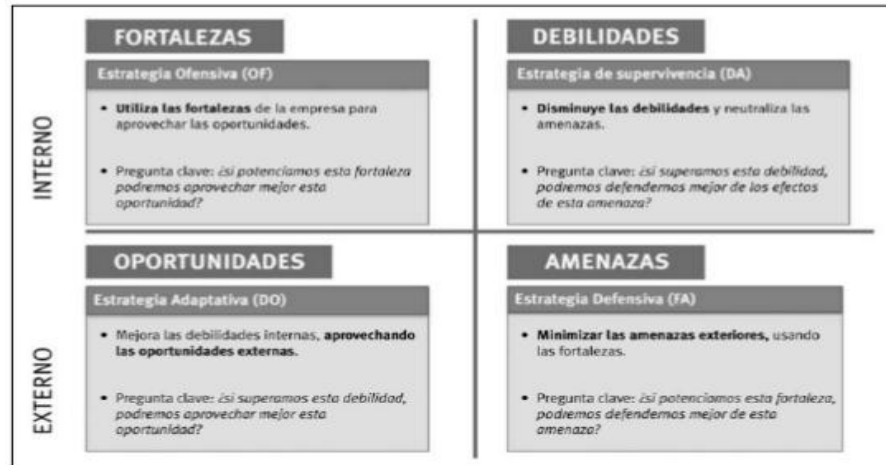 FORTALEZAS
Estrategia Ofensiva (OF)
• Utiliza las fortalezas de la empresa para
aprovechar las oportunidades.
• Pregunta clave: ¿si potenciamos esta fortaleza
podremos aprovechar mejor esta
oportunidad?
DEBILIDADES
Estrategia de supervivencia (DA)
• Disminuye las debilidades y neutraliza las
amenazas.
• Pregunta clave: ¿si superamos esta debilidad,
podremos defendernos mejor de los efectos
de esta amenaza?
INTERNO
OPORTUNIDADES
Estrategia Adaptativa (DO)
• Mejora las debilidades internas, aprovechando
las oportunidades externas.
• Pregunta clave: ¿si superamos esta debilidad,
podremos aprovechar mejor esta
oportunidad?
AMENAZAS
Estrategia Defensiva (FA)
• Minimizar las amenazas exteriores, usando
las fortalezas.
• Pregunta clave: ¿si potenciamos esta fortaleza,
podremos defendernos mejor de esta
amenaza?
EXTERNO